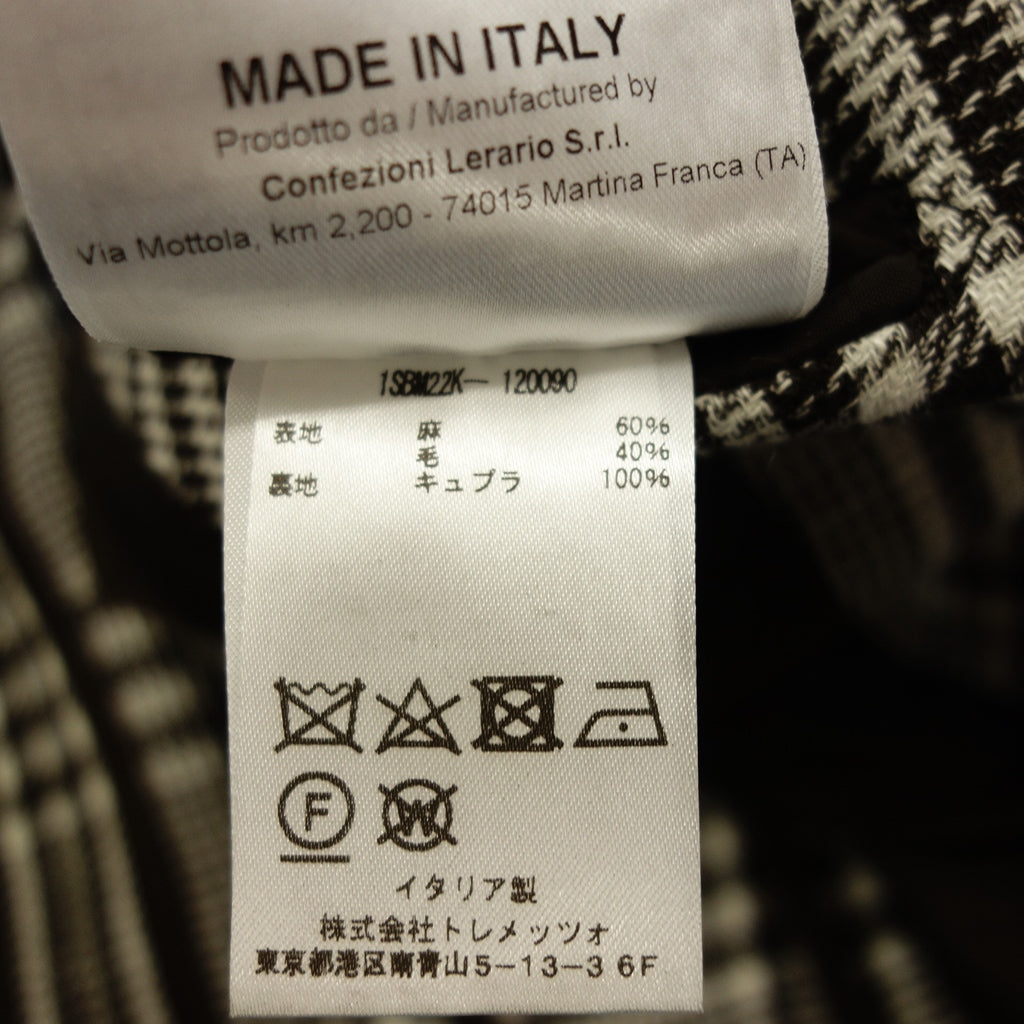 MADE IN ITALY
Prodotto da / Manufactured by
Confezioni Lerario S.r.l.
Via Mottola, km 2,200 - 74015 Martina Franca (TA)
1SBM22K- 120090
表地 麻 60%
毛 40%
裏地 キュプラ 100%
F W
イタリア製
株式会社トレメッツォ
東京都港区南青山5-13-3 6F